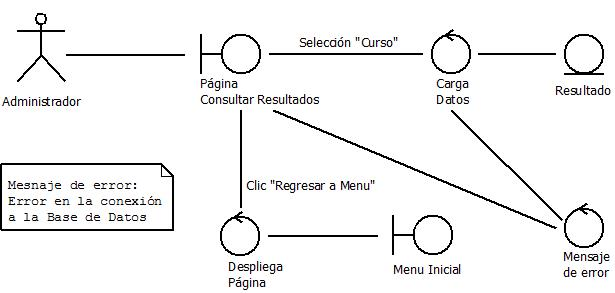 Selección "Curso"
Administrador
Página
Consultar Resultados
Carga
Datos
Resultado
Mesnaje de error:
Error en la conexión
a la Base de Datos
Clic "Regresar a Menu"
Despliega
Página
Menu Inicial
Mensaje
de error